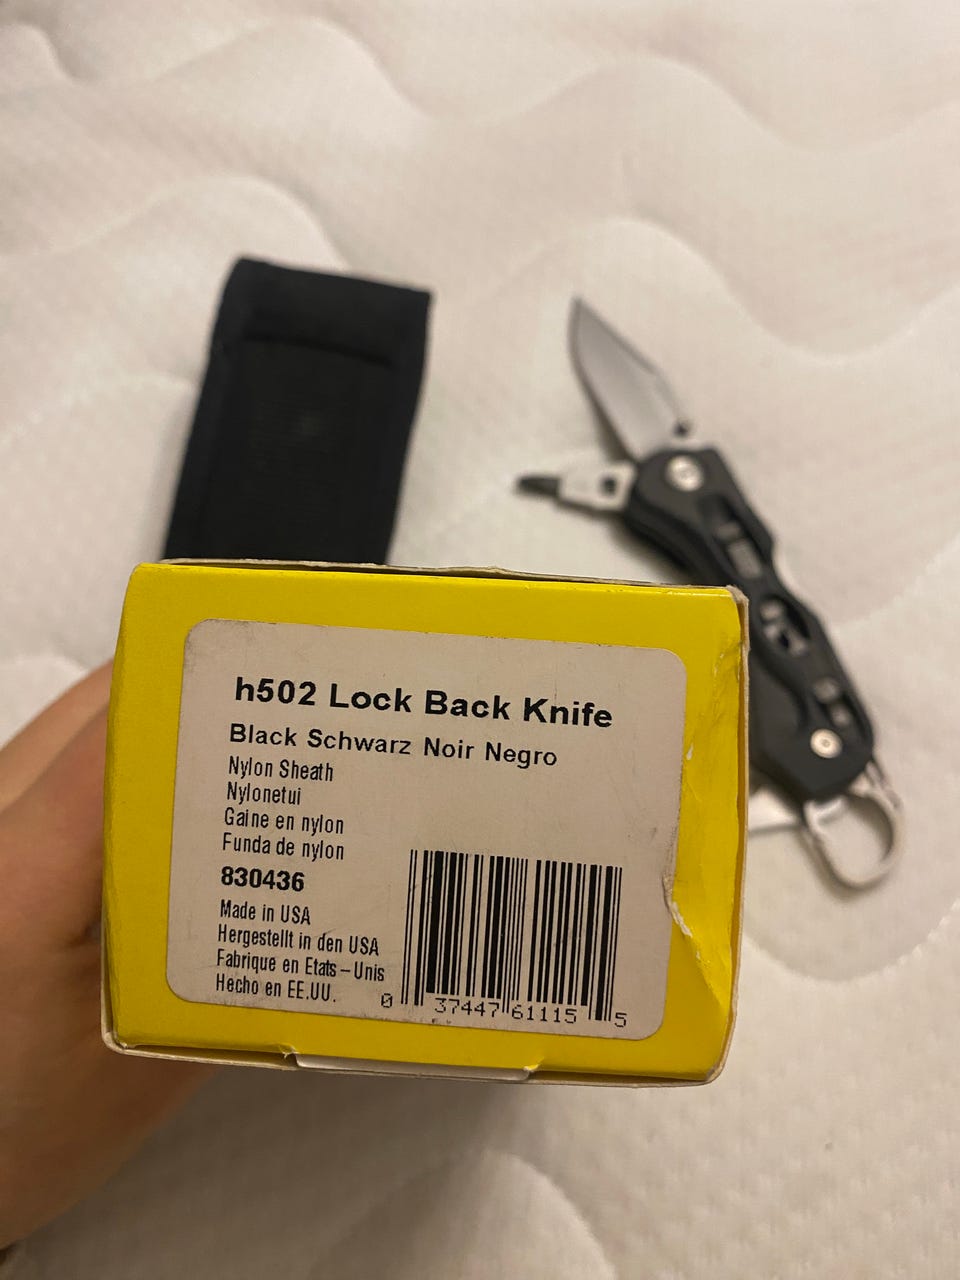 h502 Lock Back Knife
Black Schwarz Noir Negro
Nylon Sheath
Nylonetui
Gaine en nylon
Funda de nylon
830436
Made in USA
Hergestellt in den USA
Fabrique en Etats-Unis
Hecho en EE.UU.
0 37447 61115 5